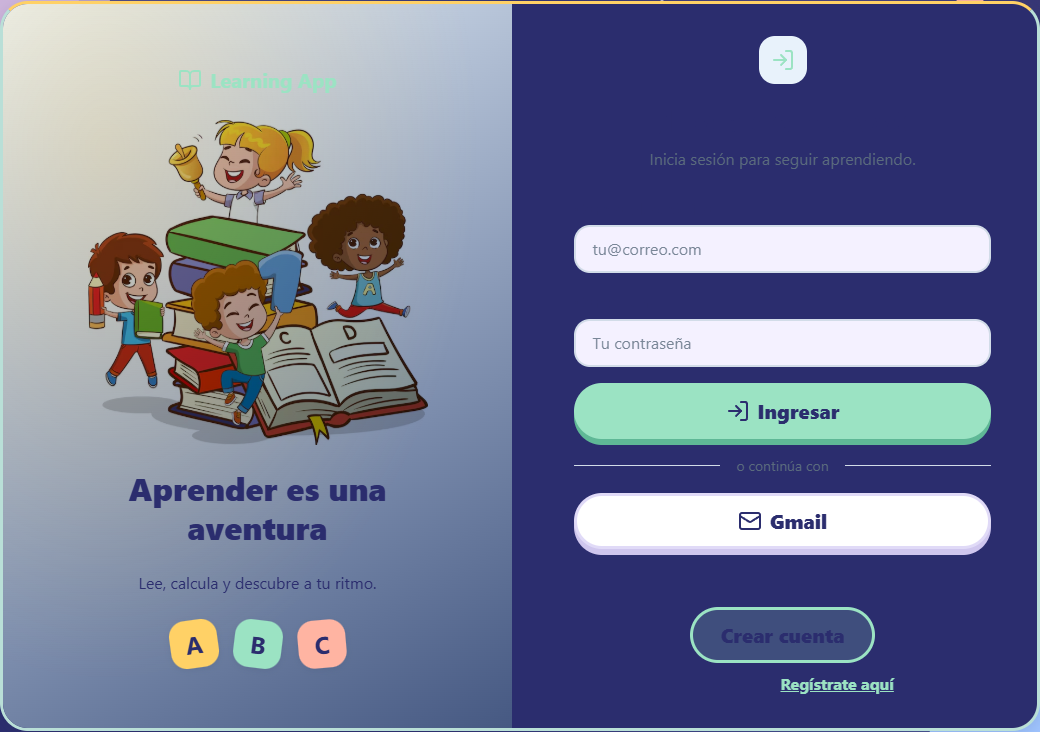 Learning App
A
C
D
Aprender es una
aventura
Lee, calcula y descubre a tu ritmo.
A B C
Inicia sesión para seguir aprendiendo.
tu@correo.com
Tu contraseña
Ingresar
o continúa con
Gmail
Crear cuenta
Regístrate aquí